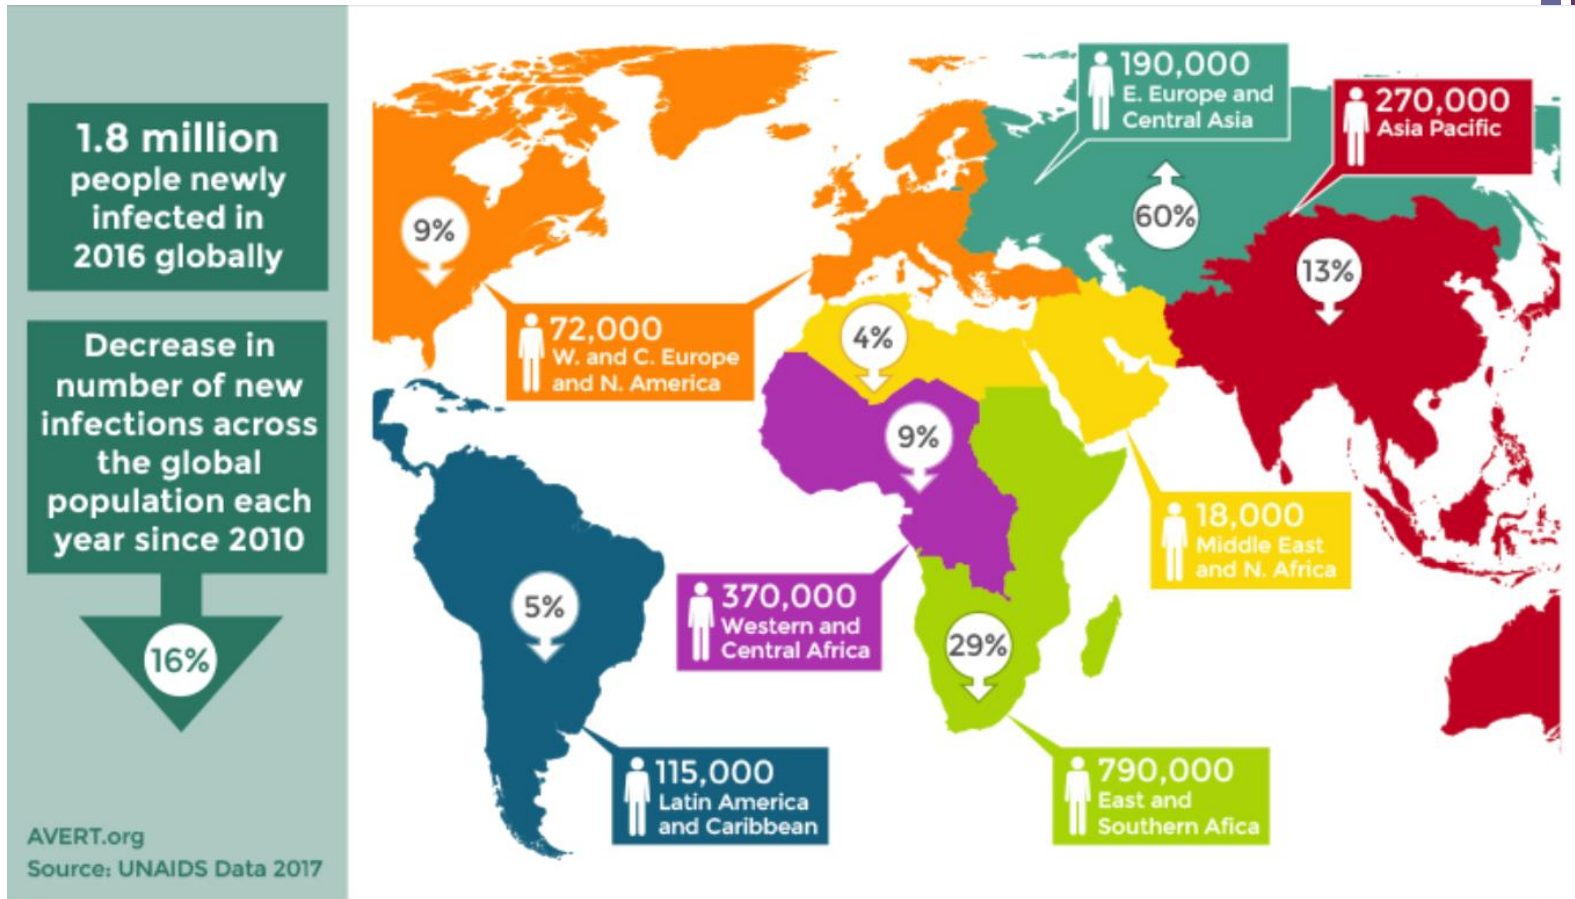 1.8 million
people newly
infected in
2016 globally
Decrease in
number of new
infections across
the global
population each
year since 2010
16%
AVERT.org
Source: UNAIDS Data 2017
9%
72,000
W. and C. Europe
and N. America
190,000
E. Europe and
Central Asia
60%
270,000
Asia Pacific
13%
4%
18,000
Middle East
and N. Africa
9%
370,000
Western and
Central Africa
5%
115,000
Latin America
and Caribbean
29%
790,000
East and
Southern Afica